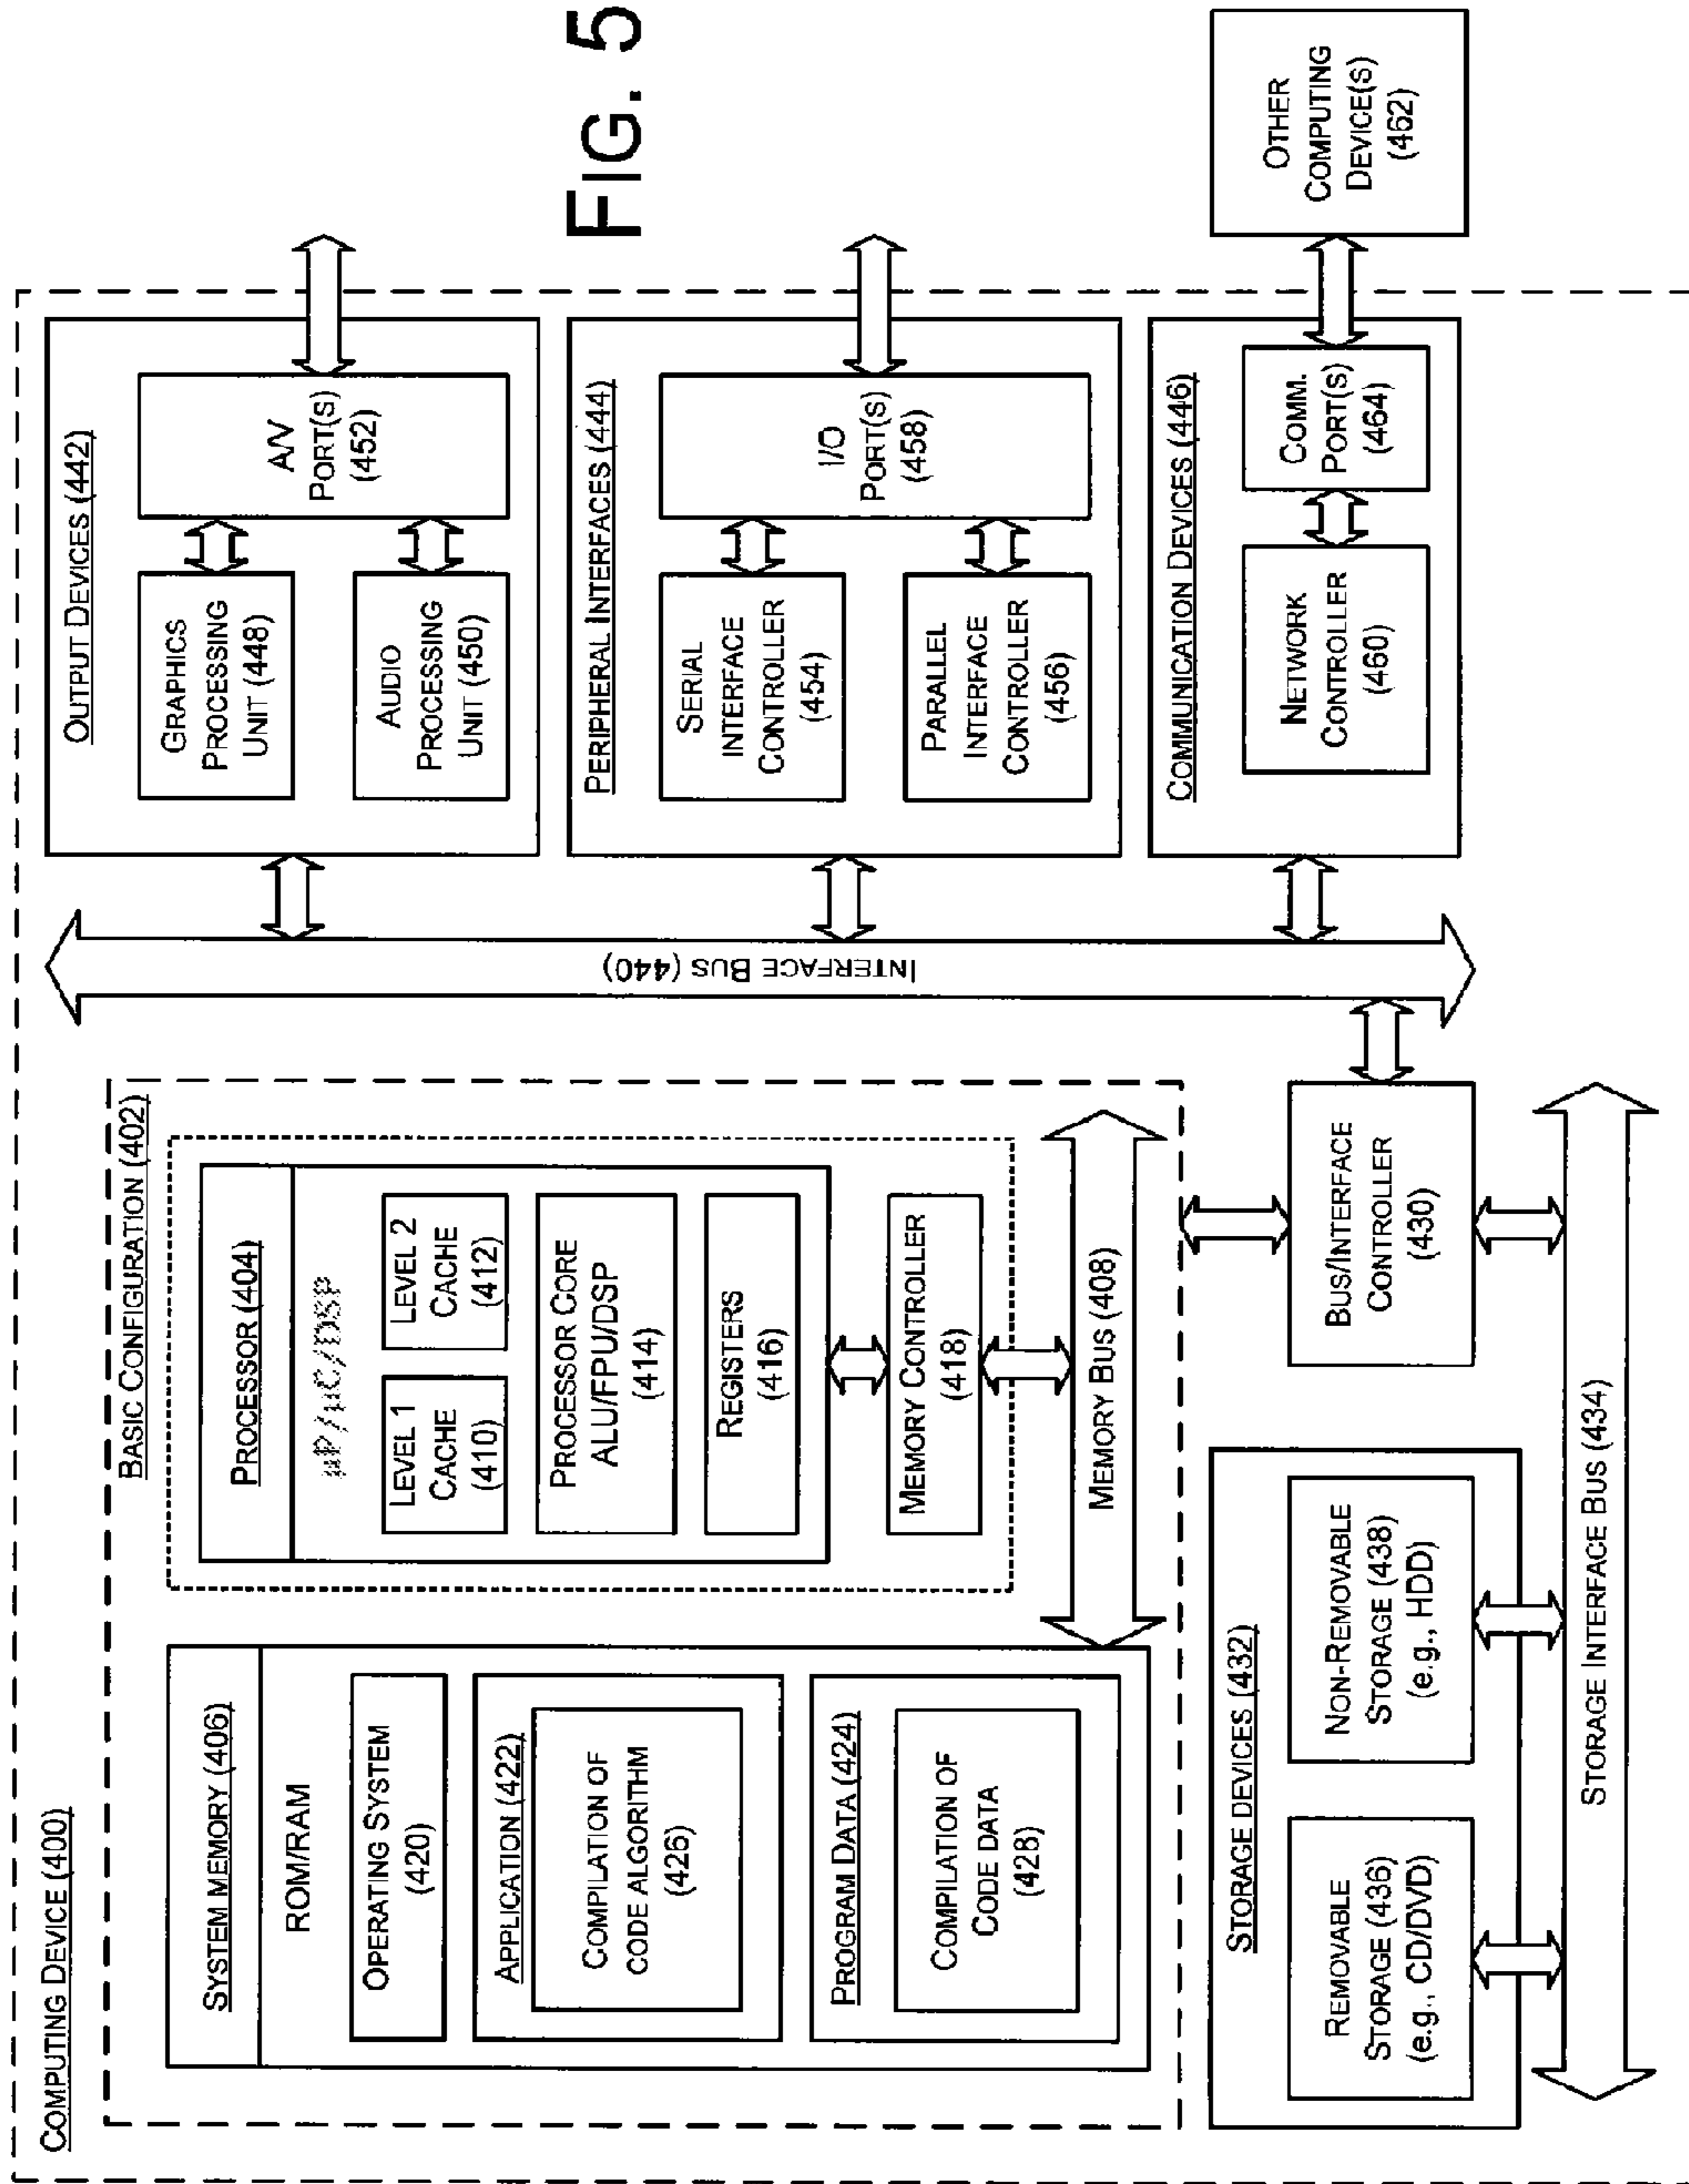 COMPUTING DEVICE (400)
BASIC CONFIGURATION (402)
SYSTEM MEMORY (406)
ROM/RAM
OPERATING SYSTEM
(420)
APPLICATION (422)
COMPILATION OF
CODE ALGORITHM
(426)
PROGRAM DATA (424)
COMPILATION OF
CODE DATA
(428)
PROCESSOR (404)
µP/µC/DSP
LEVEL 1
CACHE
(410)
LEVEL 2
CACHE
(412)
PROCESSOR CORE
ALU/FPU/DSP
(414)
REGISTERS
(416)
MEMORY CONTROLLER
(418)
MEMORY BUS (408)
STORAGE DEVICES (432)
REMOVABLE
STORAGE (436)
(e.g., CD/DVD)
NON-REMOVABLE
STORAGE (438)
(e.g., HDD)
BUS/INTERFACE
CONTROLLER
(430)
STORAGE INTERFACE BUS (434)
INTERFACE BUS (440)
OUTPUT DEVICES (442)
GRAPHICS
PROCESSING
UNIT (448)
AUDIO
PROCESSING
UNIT (450)
A/V
PORT(S)
(452)
PERIPHERAL INTERFACES (444)
SERIAL
INTERFACE
CONTROLLER
(454)
PARALLEL
INTERFACE
CONTROLLER
(456)
I/O
PORT(S)
(458)
COMMUNICATION DEVICES (446)
NETWORK
CONTROLLER
(460)
COMM.
PORT(S)
(464)
OTHER
COMPUTING
DEVICE(S)
(462)
FIG. 5